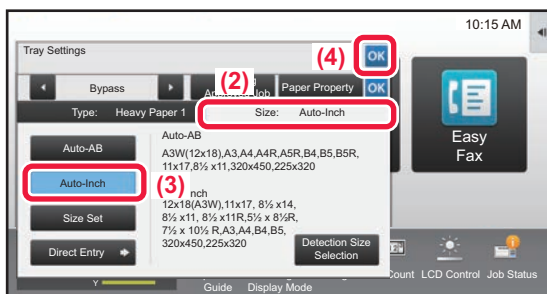 10:15 AM
Tray Settings
(4)
OK
(2)
Bypass
Job
Paper Property
OK
Type: Heavy Paper 1
Size: Auto-Inch
Auto-AB
Auto-AB
A3W(12x18),A3,A4,A4R,A5R,B4,B5,B5R,
11x17,8½ x11,320x450,225x320
Auto-Inch
(3)
nch
12x18(A3W),11x17, 8½ x14,
8½ x11, 8½ x11R,5½ x 8½R,
7½ x 10½ R,A3,A4,B4,B5,
320x450,225x320
Size Set
Direct Entry
Detection Size
Selection
Easy
Fax
Y
Guide
Display Mode
Count
LCD Control
Job Status